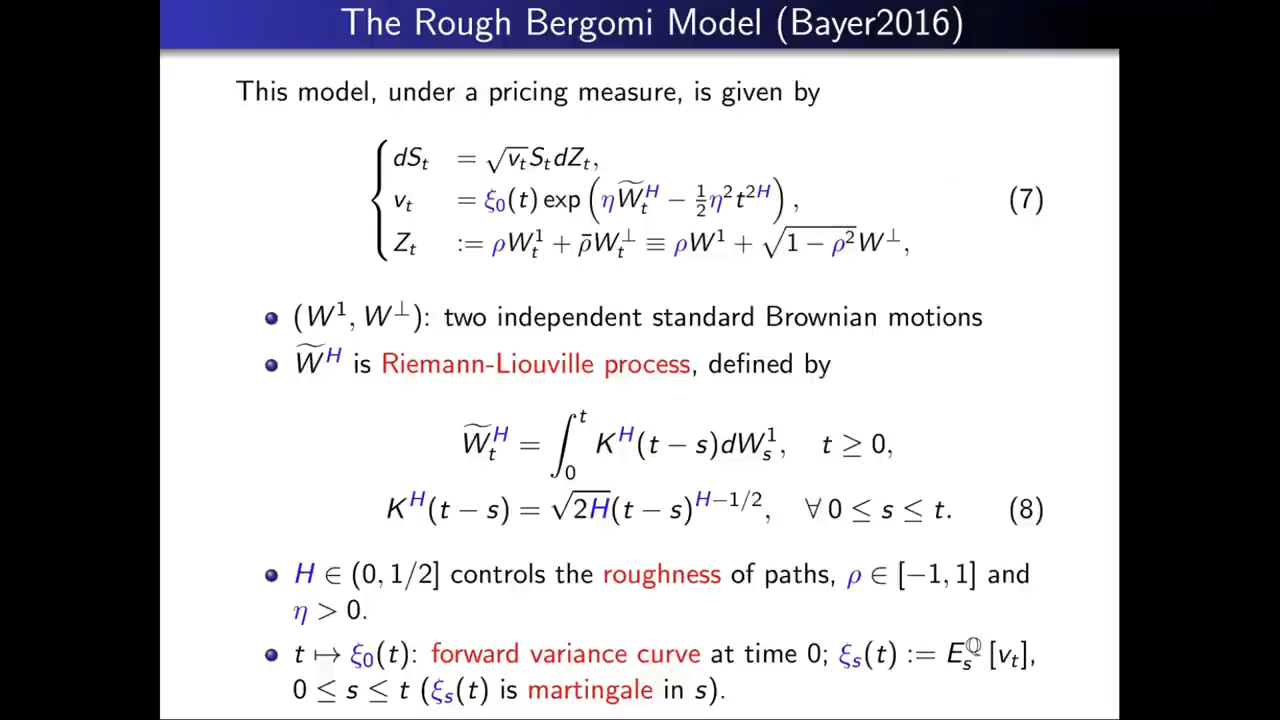 The Rough Bergomi Model (Bayer2016)
This model, under a pricing measure, is given by
dS_t = √v_t S_t dZ_t,
v_t = ξ_0(t) exp (η W̃_t^H − ½ η² t^{2H}) , (7)
Z_t := ρW_t^1 + ρ̄W_t^⊥ ≡ ρW^1 + √(1 − ρ²) W^⊥,
(W^1, W^⊥): two independent standard Brownian motions
W̃^H is Riemann-Liouville process, defined by
W̃_t^H = ∫_0^t K^H(t − s)dW_s^1, t ≥ 0,
K^H(t − s) = √(2H)(t − s)^{H−1/2}, ∀ 0 ≤ s ≤ t. (8)
H ∈ (0, 1/2] controls the roughness of paths, ρ ∈ [−1, 1] and
η > 0.
t ↦ ξ_0(t): forward variance curve at time 0; ξ_s(t) := E_s^ℚ [v_t],
0 ≤ s ≤ t (ξ_s(t) is martingale in s).